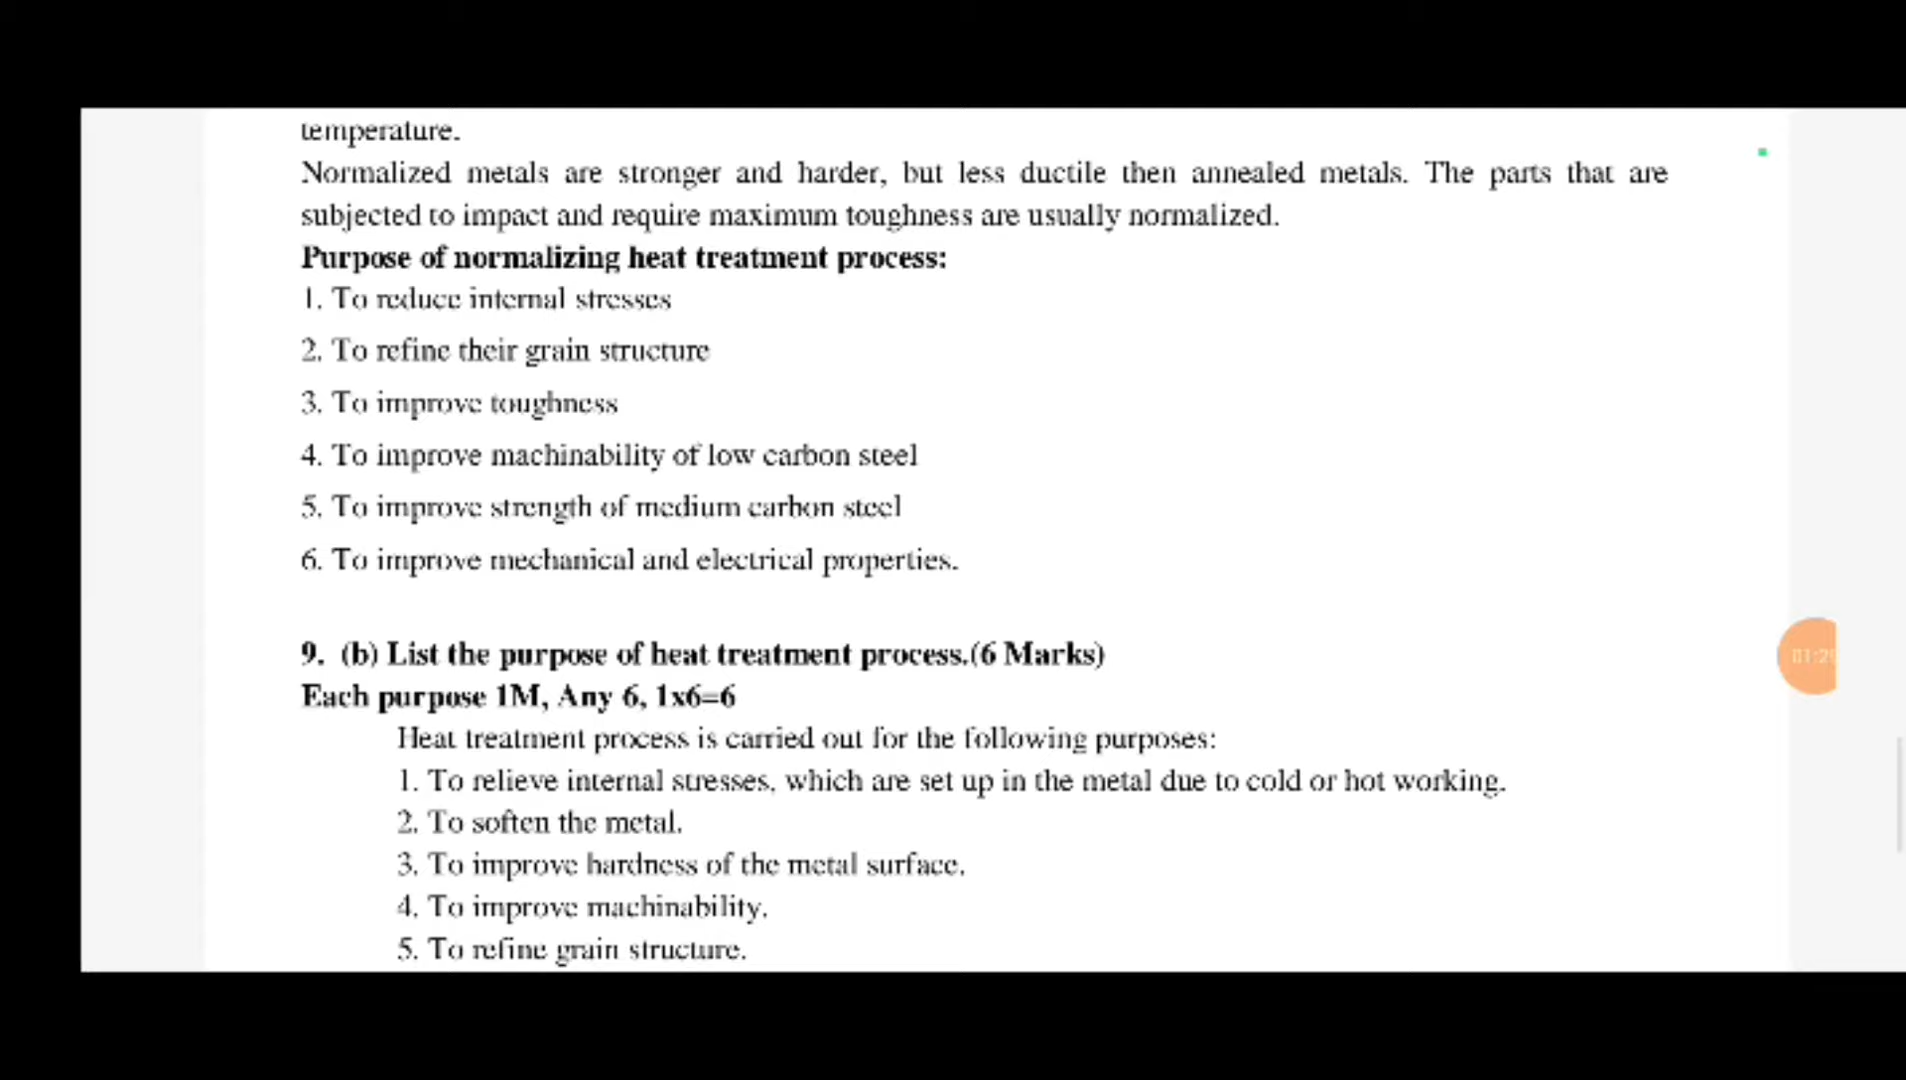 temperature.
Normalized metals are stronger and harder, but less ductile then annealed metals. The parts that are
subjected to impact and require maximum toughness are usually normalized.
Purpose of normalizing heat treatment process:
1. To reduce internal stresses
2. To refine their grain structure
3. To improve toughness
4. To improve machinability of low carbon steel
5. To improve strength of medium carbon steel
6. To improve mechanical and electrical properties.
9. (b) List the purpose of heat treatment process.(6 Marks)
Each purpose 1M, Any 6, 1x6=6
Heat treatment process is carried out for the following purposes:
1. To relieve internal stresses, which are set up in the metal due to cold or hot working.
2. To soften the metal.
3. To improve hardness of the metal surface.
4. To improve machinability.
5. To refine grain structure.